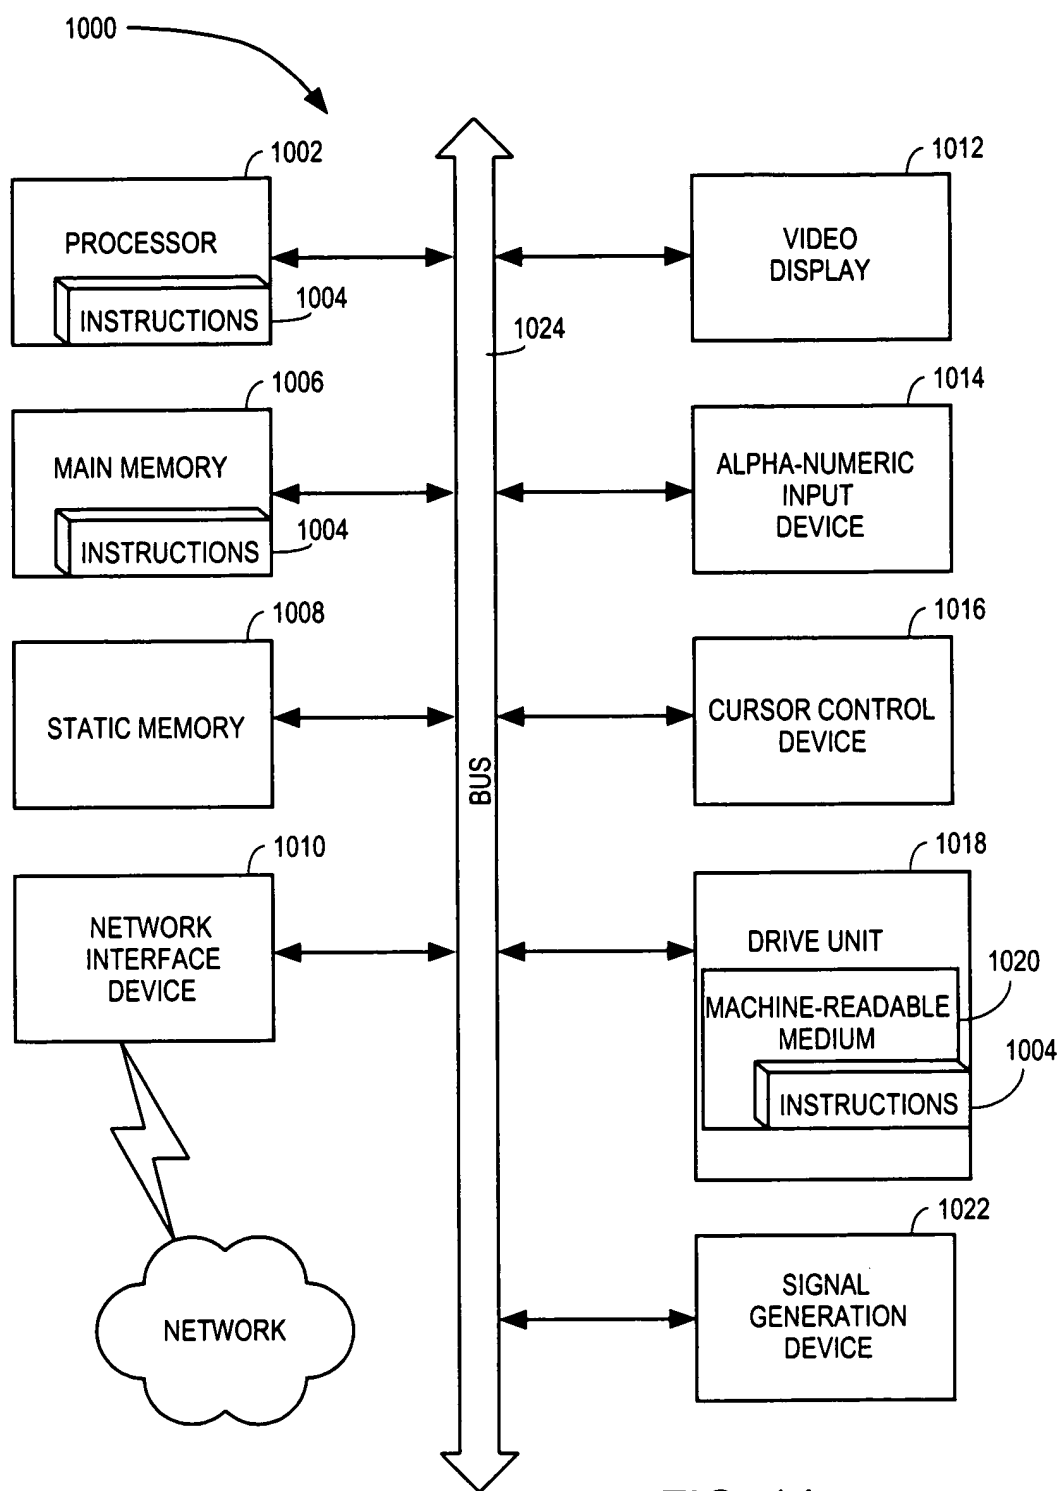 1000
1002
PROCESSOR
1004
INSTRUCTIONS
1006
MAIN MEMORY
1004
INSTRUCTIONS
1008
STATIC MEMORY
1010
NETWORK
INTERFACE
DEVICE
NETWORK
1024
BUS
1012
VIDEO
DISPLAY
1014
ALPHA-NUMERIC
INPUT
DEVICE
1016
CURSOR CONTROL
DEVICE
1018
DRIVE UNIT
1020
MACHINE-READABLE
MEDIUM
1004
INSTRUCTIONS
1022
SIGNAL
GENERATION
DEVICE